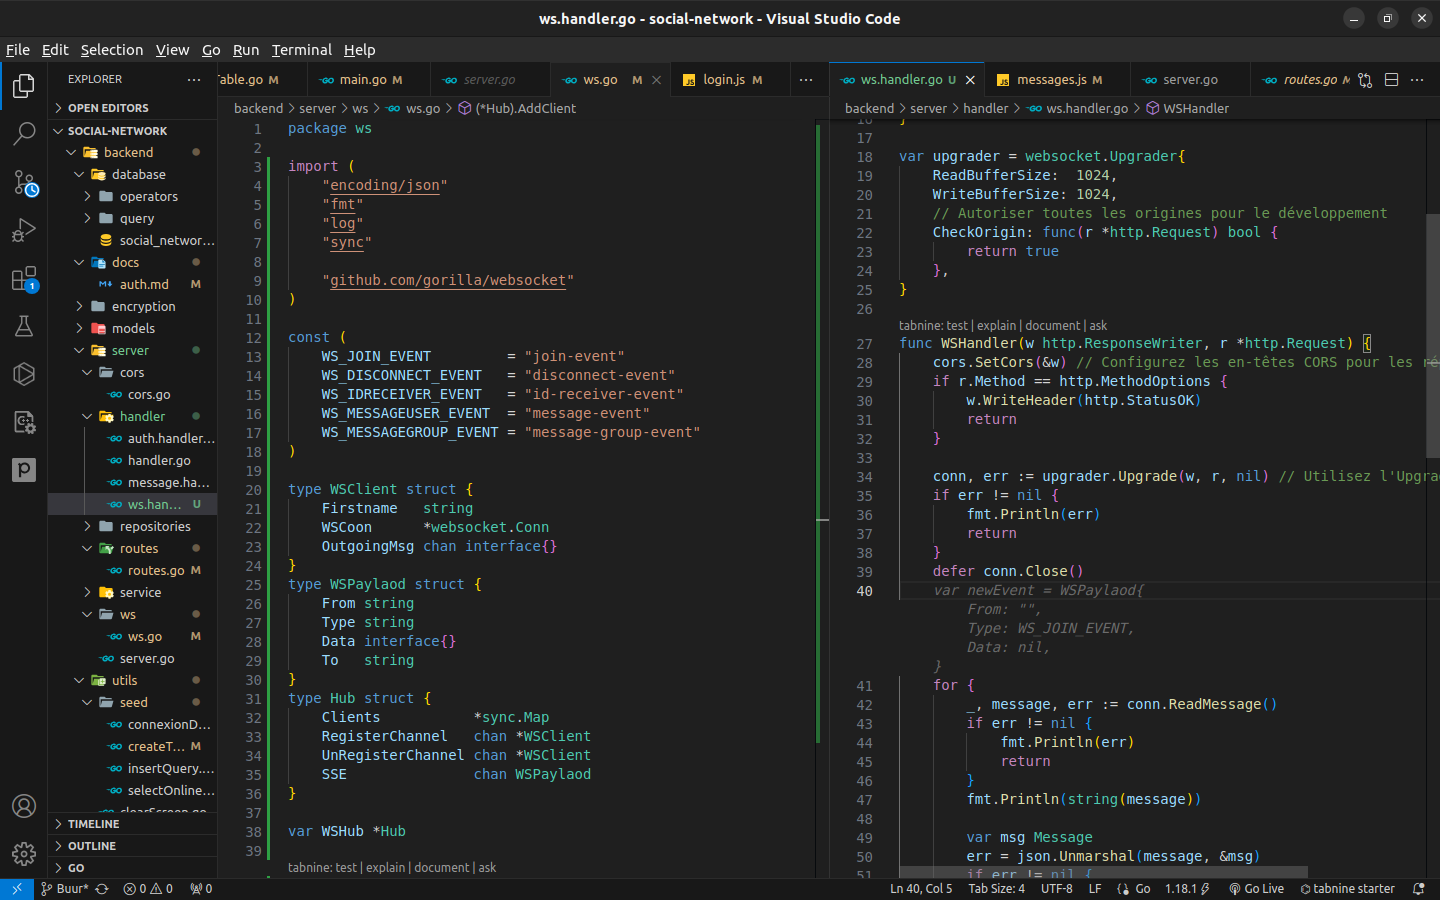 ws.handler.go - social-network - Visual Studio Code
File Edit Selection View Go Run Terminal Help
EXPLORER
OPEN EDITORS
SOCIAL-NETWORK
backend
database
operators
query
social_networ...
docs
auth.md M
encryption
models
server
cors
cors.go
handler
auth.handler...
handler.go
message.ha...
ws.han... U
repositories
routes
routes.go M
service
ws
ws.go M
server.go
utils
seed
connexionD...
createT... M
insertQuery....
selectOnline...
clearScreen.go
TIMELINE
OUTLINE
GO
Table.go M main.go M server.go ws.go M login.js M
backend > server > ws > ws.go > (*Hub).AddClient
1 package ws
2
3 import (
4 "encoding/json"
5 "fmt"
6 "log"
7 "sync"
8
9 "github.com/gorilla/websocket"
10 )
11
12 const (
13 WS_JOIN_EVENT = "join-event"
14 WS_DISCONNECT_EVENT = "disconnect-event"
15 WS_IDRECEIVER_EVENT = "id-receiver-event"
16 WS_MESSAGEUSER_EVENT = "message-event"
17 WS_MESSAGEGROUP_EVENT = "message-group-event"
18 )
19
20 type WSClient struct {
21 Firstname string
22 WSCoon *websocket.Conn
23 OutgoingMsg chan interface{}
24 }
25 type WSPaylaod struct {
26 From string
27 Type string
28 Data interface{}
29 To string
30 }
31 type Hub struct {
32 Clients *sync.Map
33 RegisterChannel chan *WSClient
34 UnRegisterChannel chan *WSClient
35 SSE chan WSPaylaod
36 }
37
38 var WSHub *Hub
39
tabnine: test | explain | document | ask
ws.handler.go U messages.js M server.go routes.go M
backend > server > handler > ws.handler.go > WSHandler
16 }
17
18 var upgrader = websocket.Upgrader{
19 ReadBufferSize: 1024,
20 WriteBufferSize: 1024,
21 // Autoriser toutes les origines pour le développement
22 CheckOrigin: func(r *http.Request) bool {
23 return true
24 },
25 }
26
tabnine: test | explain | document | ask
27 func WSHandler(w http.ResponseWriter, r *http.Request) {
28 cors.SetCors(&w) // Configurez les en-têtes CORS pour les ré
29 if r.Method == http.MethodOptions {
30 w.WriteHeader(http.StatusOK)
31 return
32 }
33
34 conn, err := upgrader.Upgrade(w, r, nil) // Utilisez l'Upgra
35 if err != nil {
36 fmt.Println(err)
37 return
38 }
39 defer conn.Close()
40 var newEvent = WSPaylaod{
From: "",
Type: WS_JOIN_EVENT,
Data: nil,
}
41 for {
42 _, message, err := conn.ReadMessage()
43 if err != nil {
44 fmt.Println(err)
45 return
46 }
47 fmt.Println(string(message))
48
49 var msg Message
50 err = json.Unmarshal(message, &msg)
51 if err != nil {
Buur* 0 0 0 Ln 40, Col 5 Tab Size: 4 UTF-8 LF Go 1.18.1 Go Live tabnine starter